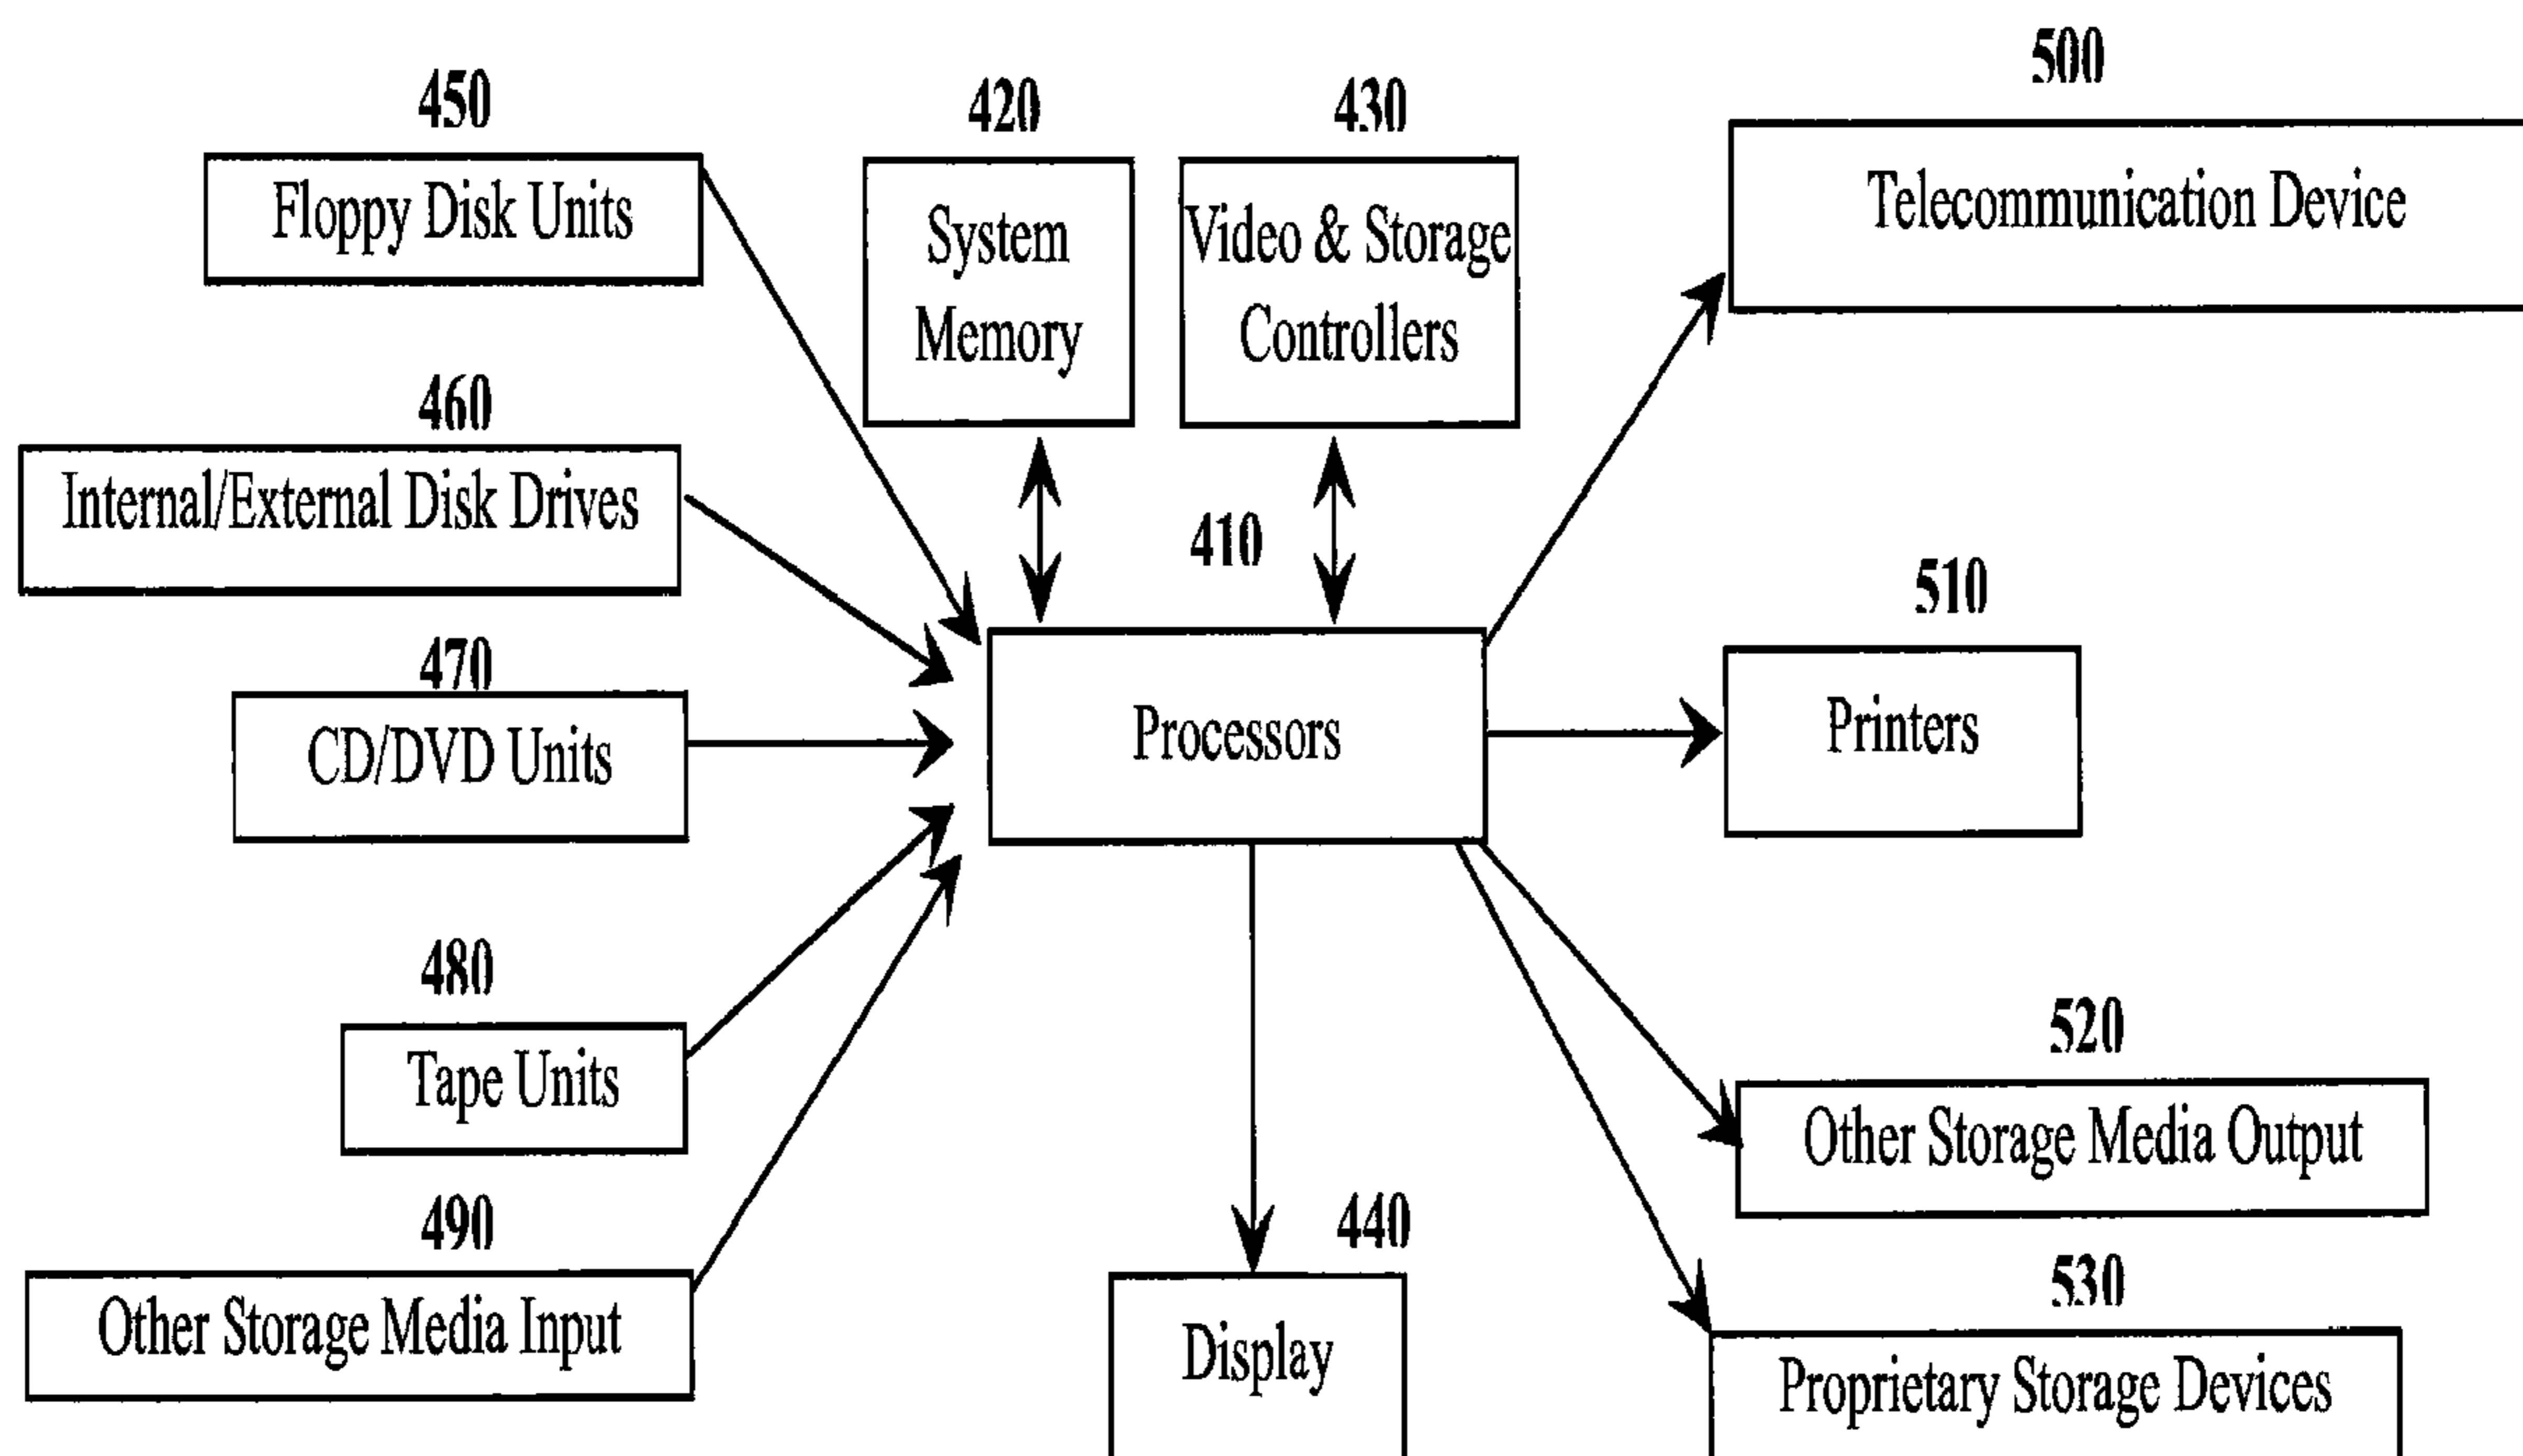 500
450
420
430
Floppy Disk Units
System
Memory
Video & Storage
Controllers
Telecommunication Device
460
Internal/External Disk Drives
410
510
470
CD/DVD Units
Processors
Printers
480
Tape Units
520
Other Storage Media Output
490
Other Storage Media Input
440
Display
530
Proprietary Storage Devices